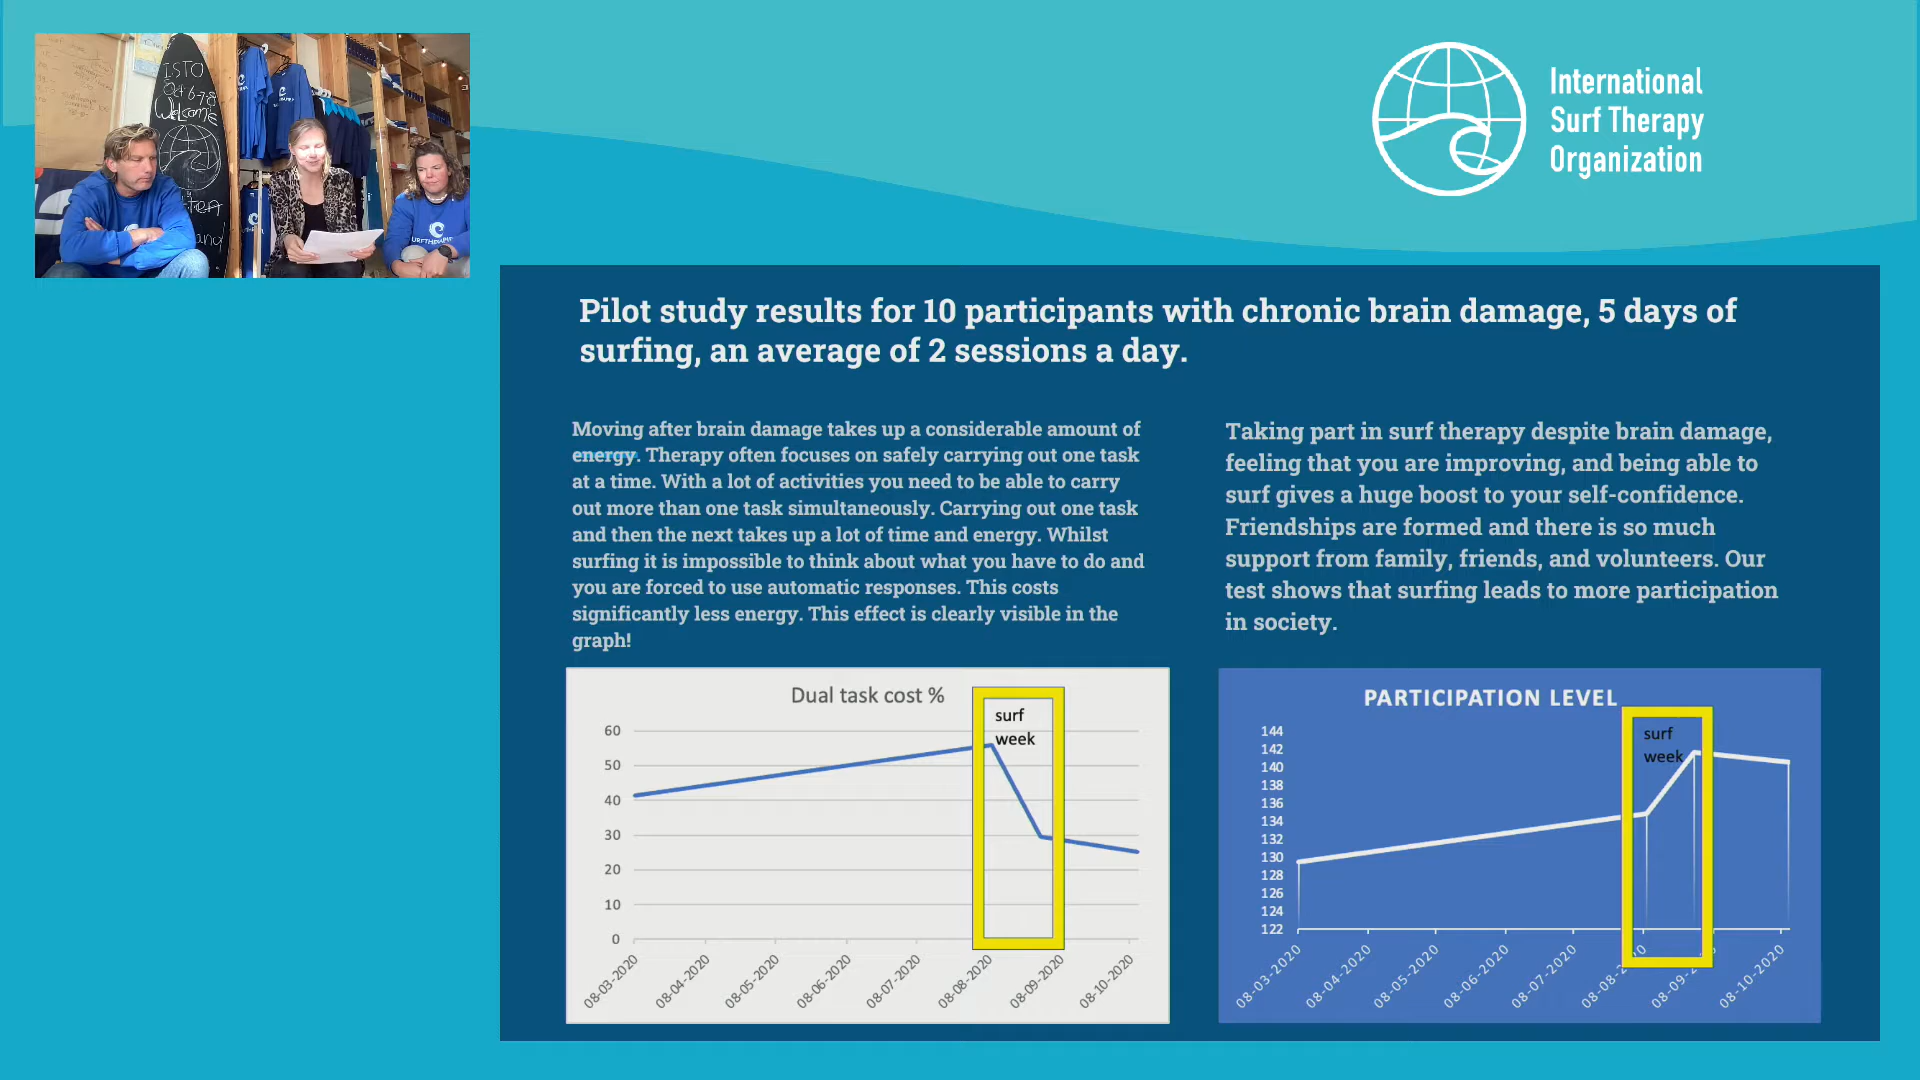 ISTO
Q4 6-7-8
WELCOME
International
Surf Therapy
Organization
Pilot study results for 10 participants with chronic brain damage, 5 days of
surfing, an average of 2 sessions a day.
Moving after brain damage takes up a considerable amount of
energy. Therapy often focuses on safely carrying out one task
at a time. With a lot of activities you need to be able to carry
out more than one task simultaneously. Carrying out one task
and then the next takes up a lot of time and energy. Whilst
surfing it is impossible to think about what you have to do and
you are forced to use automatic responses. This costs
significantly less energy. This effect is clearly visible in the
graph!
Taking part in surf therapy despite brain damage,
feeling that you are improving, and being able to
surf gives a huge boost to your self-confidence.
Friendships are formed and there is so much
support from family, friends, and volunteers. Our
test shows that surfing leads to more participation
in society.
Dual task cost %
surf
week
60
50
40
30
20
10
0
08-03-2020
08-04-2020
08-05-2020
08-06-2020
08-07-2020
08-08-2020
08-09-2020
08-10-2020
PARTICIPATION LEVEL
surf
week
144
142
140
138
136
134
132
130
128
126
124
122
08-03-2020
08-04-2020
08-05-2020
08-06-2020
08-07-2020
08-08-2020
08-09-2
08-10-2020